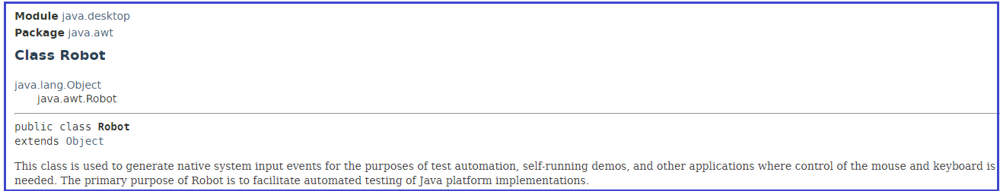 Module java.desktop
Package java.awt
Class Robot
java.lang.Object
java.awt.Robot
public class Robot
extends Object
This class is used to generate native system input events for the purposes of test automation, self-running demos, and other applications where control of the mouse and keyboard is
needed. The primary purpose of Robot is to facilitate automated testing of Java platform implementations.